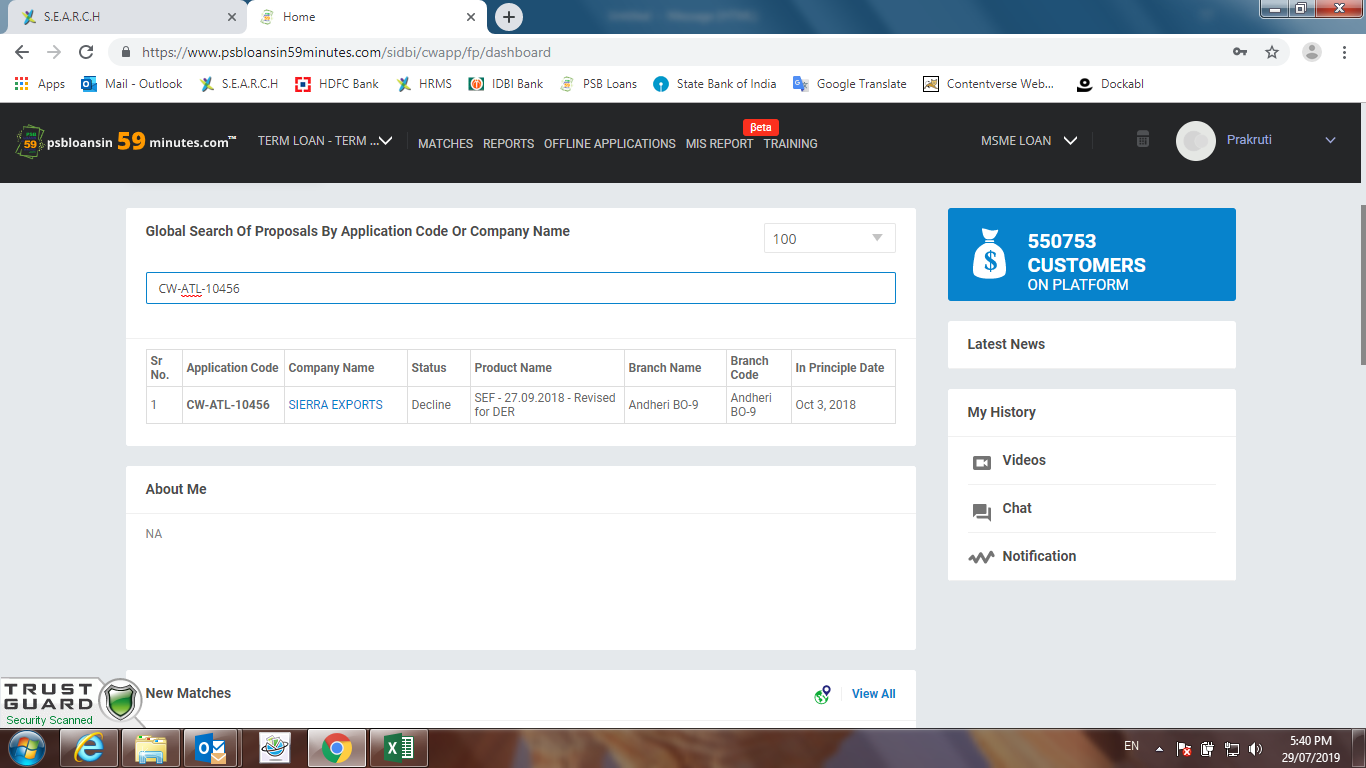 S.E.A.R.C.H
Home
https://www.psbloansin59minutes.com/sidbi/cwapp/fp/dashboard
Apps Mail - Outlook S.E.A.R.C.H HDFC Bank HRMS IDBI Bank PSB Loans State Bank of India Google Translate Contentverse Web... Dockabl
PSB
59
psbloansin 59 minutes.com™
TERM LOAN - TERM ...
MATCHES REPORTS OFFLINE APPLICATIONS MIS REPORT TRAINING
βeta
MSME LOAN
Prakruti
Global Search Of Proposals By Application Code Or Company Name
100
CW-ATL-10456
Sr No. Application Code Company Name Status Product Name Branch Name Branch Code In Principle Date
1 CW-ATL-10456 SIERRA EXPORTS Decline SEF - 27.09.2018 - Revised for DER Andheri BO-9 Andheri BO-9 Oct 3, 2018
About Me
NA
New Matches
View All
$
550753
CUSTOMERS
ON PLATFORM
Latest News
My History
Videos
Chat
Notification
TRUST
GUARD
Security Scanned
EN
5:40 PM
29/07/2019